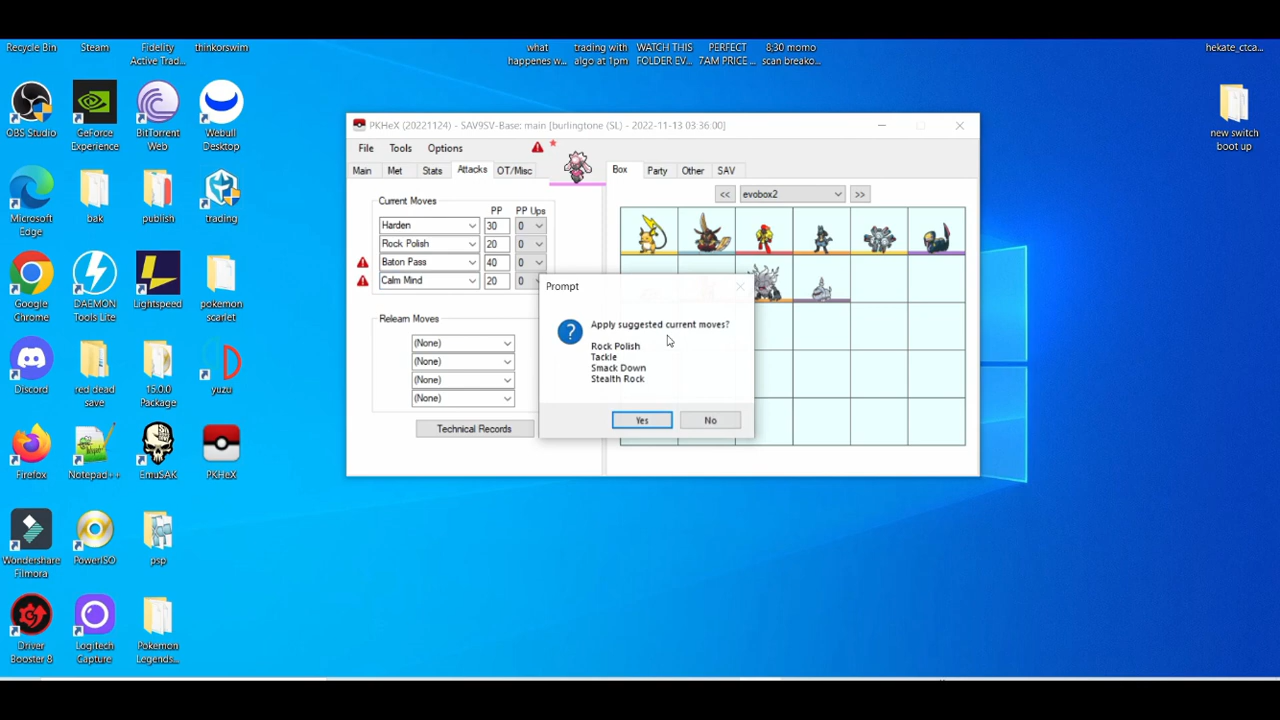 Recycle Bin
Steam
Fidelity
Active Trad...
thinkorswim
what
happenes w...
trading with
algo at 1pm
WATCH THIS
FOLDER EV...
PERFECT
7AM PRICE ...
8:30 momo
scan breako...
hekate_ctca...
OBS Studio
GeForce
Experience
BitTorrent
Web
Webull
Desktop
new switch
boot up
PKHeX (20221124) - SAV9SV-Base: main [burlingtone (SL) - 2022-11-13 03:36:00]
File
Tools
Options
Main
Met
Stats
Attacks
OT/Misc
Box
Party
Other
SAV
<<
evobox2
>>
Current Moves
PP
PP Ups
Harden
30
0
Rock Polish
20
0
Baton Pass
40
0
Calm Mind
20
0
Relearn Moves
(None)
(None)
(None)
(None)
Technical Records
Prompt
Apply suggested current moves?
Rock Polish
Tackle
Smack Down
Stealth Rock
Yes
No
Microsoft
Edge
bak
publish
trading
Google
Chrome
DAEMON
Tools Lite
Lightspeed
pokemon
scarlet
Discord
red dead
save
15.0.0
Package
yuzu
Firefox
Notepad++
EmuSAK
PKHeX
Wondershare
Filmora
PowerISO
psp
Driver
Booster 8
Logitech
Capture
Pokemon
Legends...